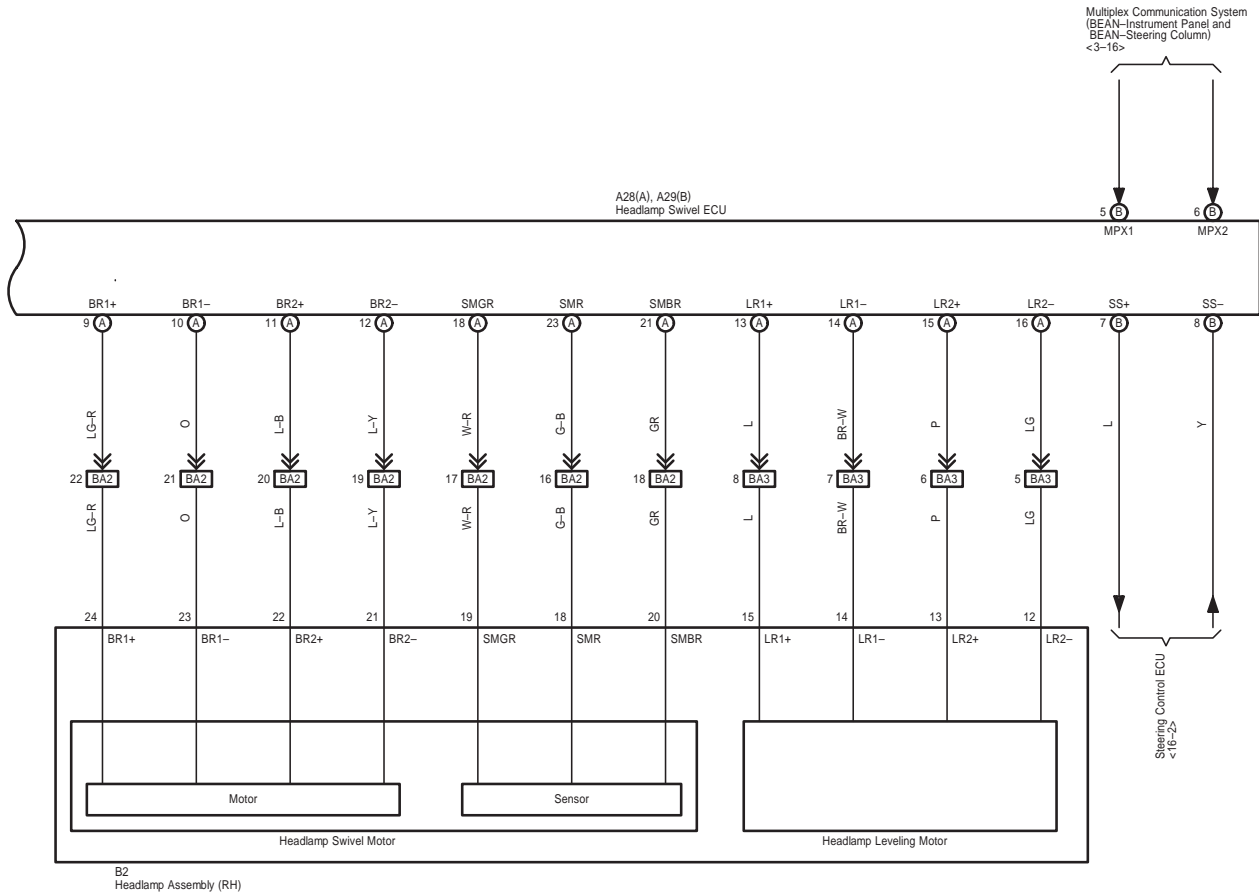 Multiplex Communication System
(BEAN–Instrument Panel and
BEAN–Steering Column)
<3–16>
A28(A), A29(B)
Headlamp Swivel ECU
5 B 6 B
MPX1 MPX2
BR1+ BR1– BR2+ BR2– SMGR SMR SMBR LR1+ LR1– LR2+ LR2– SS+ SS–
9 A 10 A 11 A 12 A 18 A 23 A 21 A 13 A 14 A 15 A 16 A 7 B 8 B
LG–R O L–B L–Y W–R G–B GR L BR–W P LG L Y
22 BA2 21 BA2 20 BA2 19 BA2 17 BA2 16 BA2 18 BA2 8 BA3 7 BA3 6 BA3 5 BA3
LG–R O L–B L–Y W–R G–B GR L BR–W P LG
24 23 22 21 19 18 20 15 14 13 12
BR1+ BR1– BR2+ BR2– SMGR SMR SMBR LR1+ LR1– LR2+ LR2–
Steering Control ECU
<16–2>
Motor Sensor
Headlamp Swivel Motor Headlamp Leveling Motor
B2
Headlamp Assembly (RH)